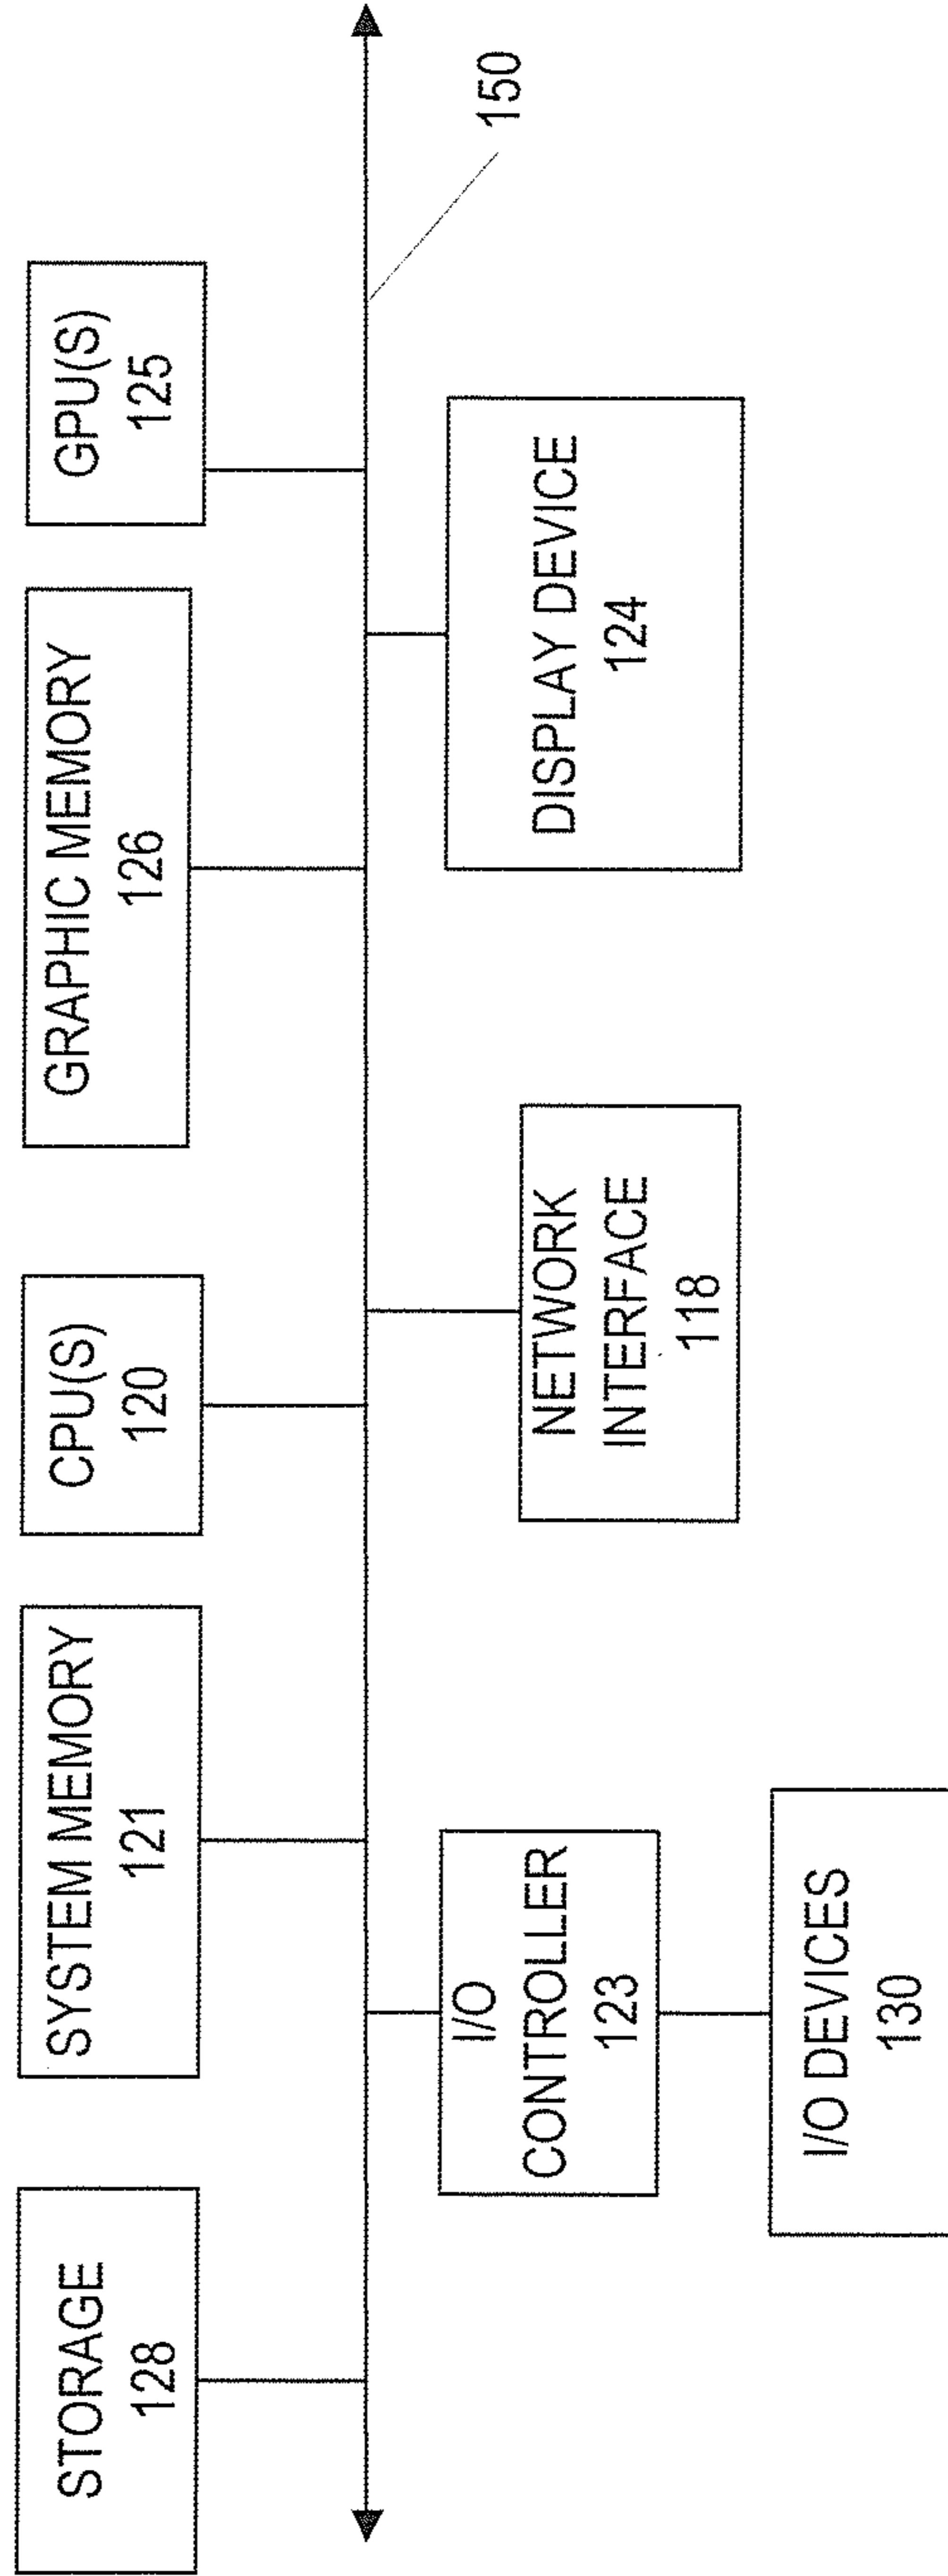 STORAGE
128
SYSTEM MEMORY
121
CPU(S)
120
GRAPHIC MEMORY
126
GPU(S)
125
150
I/O
CONTROLLER
123
NETWORK
INTERFACE
118
DISPLAY DEVICE
124
I/O DEVICES
130